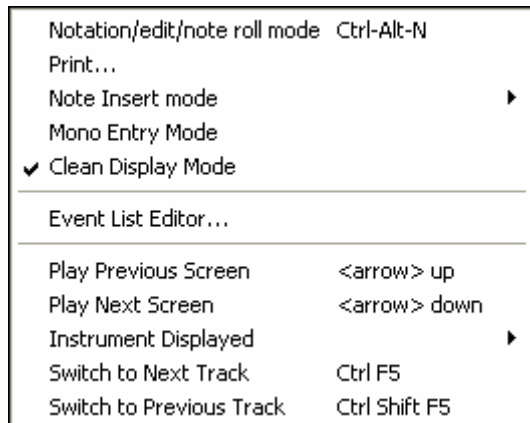 Notation/edit/note roll mode Ctrl-Alt-N
Print...
Note Insert mode
Mono Entry Mode
Clean Display Mode
Event List Editor...
Play Previous Screen <arrow> up
Play Next Screen <arrow> down
Instrument Displayed
Switch to Next Track Ctrl F5
Switch to Previous Track Ctrl Shift F5